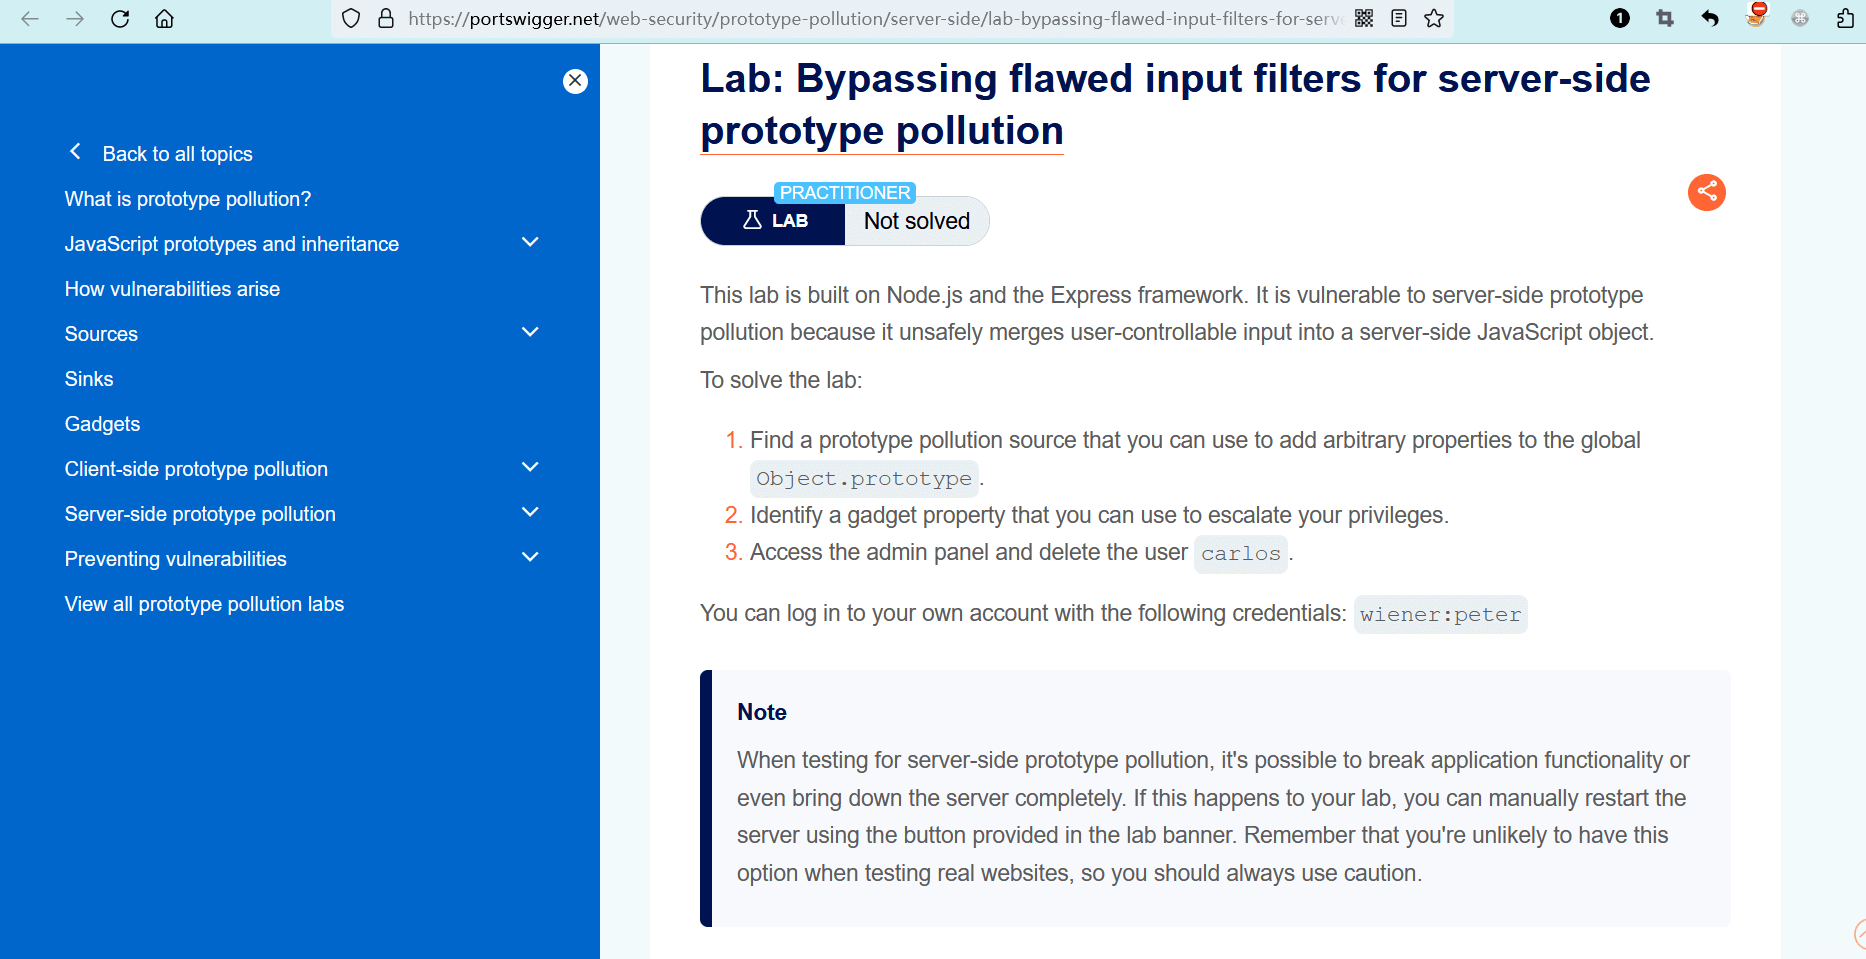 https://portswigger.net/web-security/prototype-pollution/server-side/lab-bypassing-flawed-input-filters-for-serve
1
Back to all topics
What is prototype pollution?
JavaScript prototypes and inheritance
How vulnerabilities arise
Sources
Sinks
Gadgets
Client-side prototype pollution
Server-side prototype pollution
Preventing vulnerabilities
View all prototype pollution labs
Lab: Bypassing flawed input filters for server-side
prototype pollution
PRACTITIONER
LAB Not solved
This lab is built on Node.js and the Express framework. It is vulnerable to server-side prototype
pollution because it unsafely merges user-controllable input into a server-side JavaScript object.
To solve the lab:
1. Find a prototype pollution source that you can use to add arbitrary properties to the global
Object.prototype.
2. Identify a gadget property that you can use to escalate your privileges.
3. Access the admin panel and delete the user carlos.
You can log in to your own account with the following credentials: wiener:peter
Note
When testing for server-side prototype pollution, it's possible to break application functionality or
even bring down the server completely. If this happens to your lab, you can manually restart the
server using the button provided in the lab banner. Remember that you're unlikely to have this
option when testing real websites, so you should always use caution.